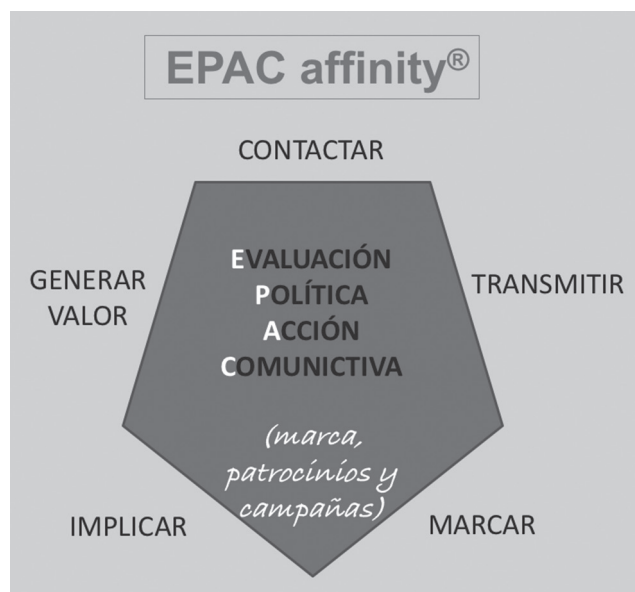 EPAC affinity®
CONTACTAR
GENERAR
VALOR
TRANSMITIR
EVALUACIÓN
POLÍTICA
ACCIÓN
COMUNICTIVA
(marca,
patrocinios y
campañas)
IMPLICAR
MARCAR